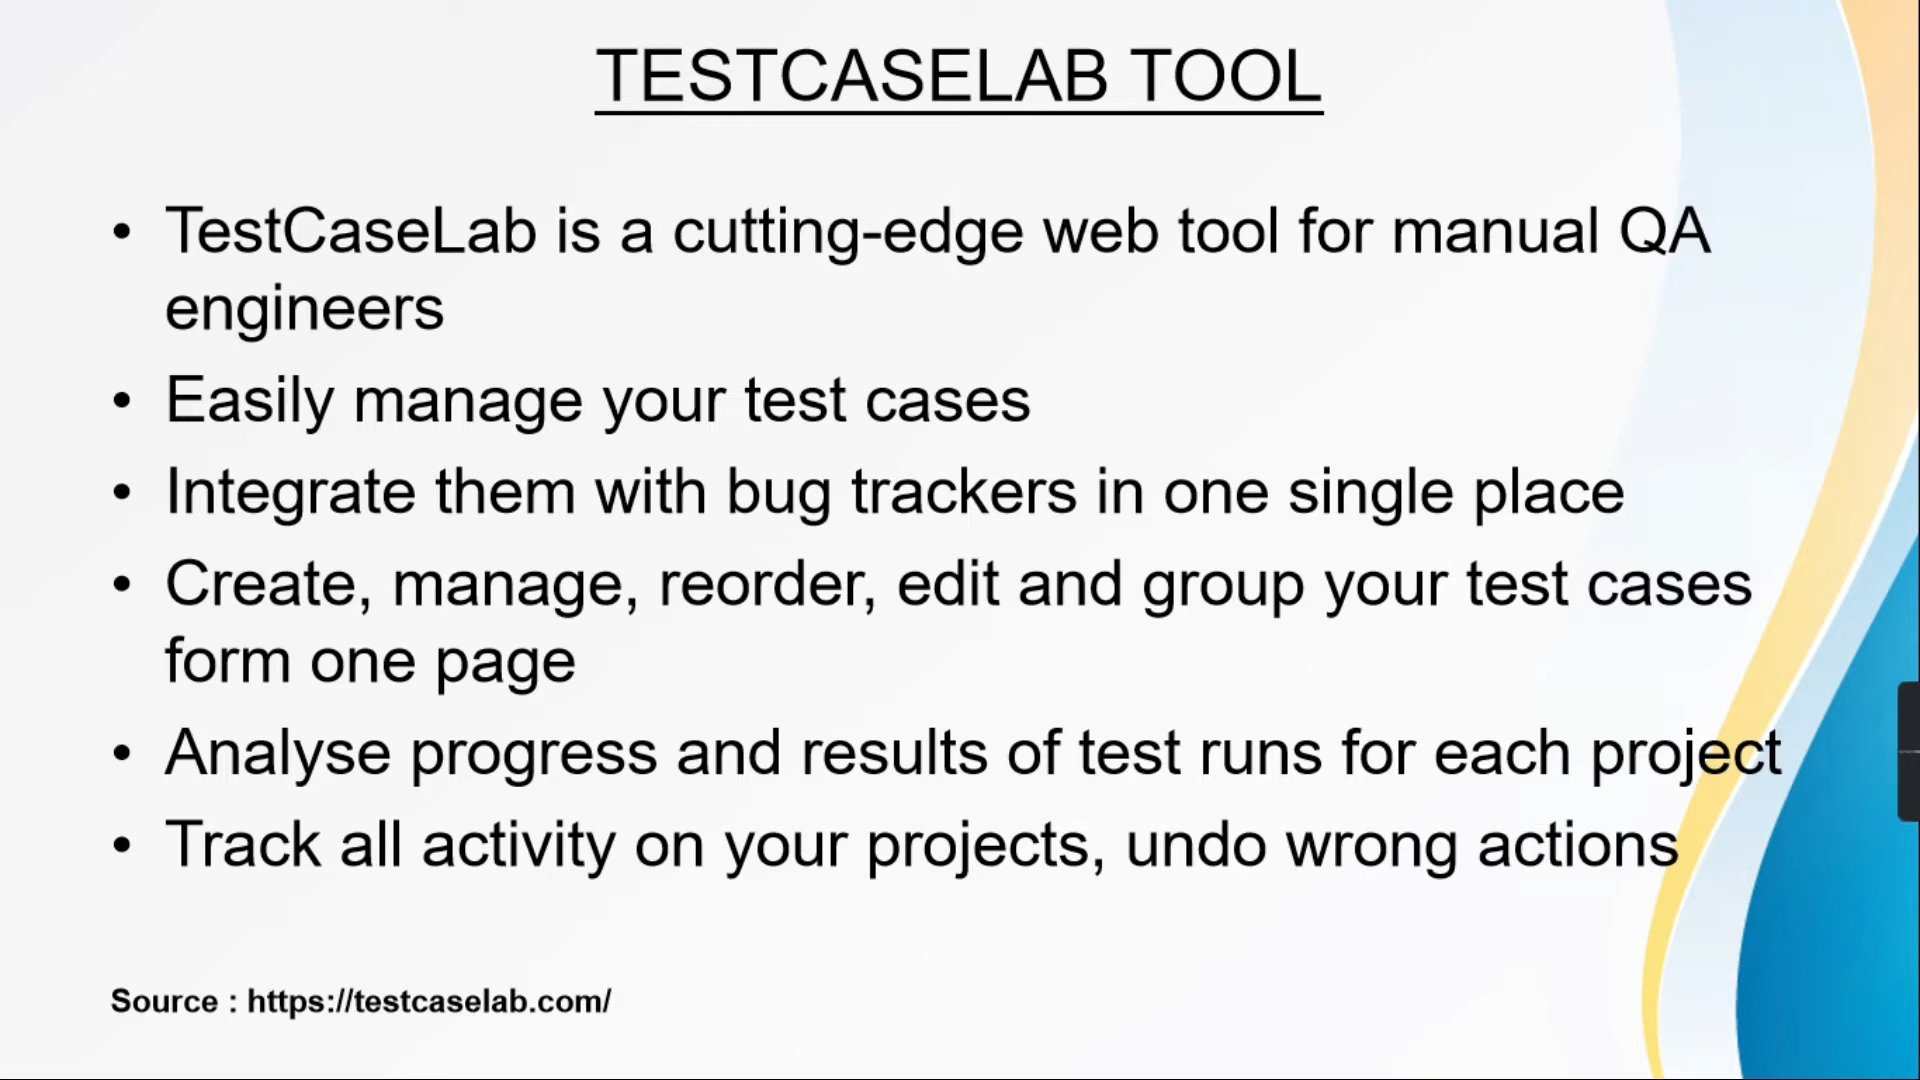 TESTCASELAB TOOL
• TestCaseLab is a cutting-edge web tool for manual QA
engineers
• Easily manage your test cases
• Integrate them with bug trackers in one single place
• Create, manage, reorder, edit and group your test cases
form one page
• Analyse progress and results of test runs for each project
• Track all activity on your projects, undo wrong actions
Source : https://testcaselab.com/